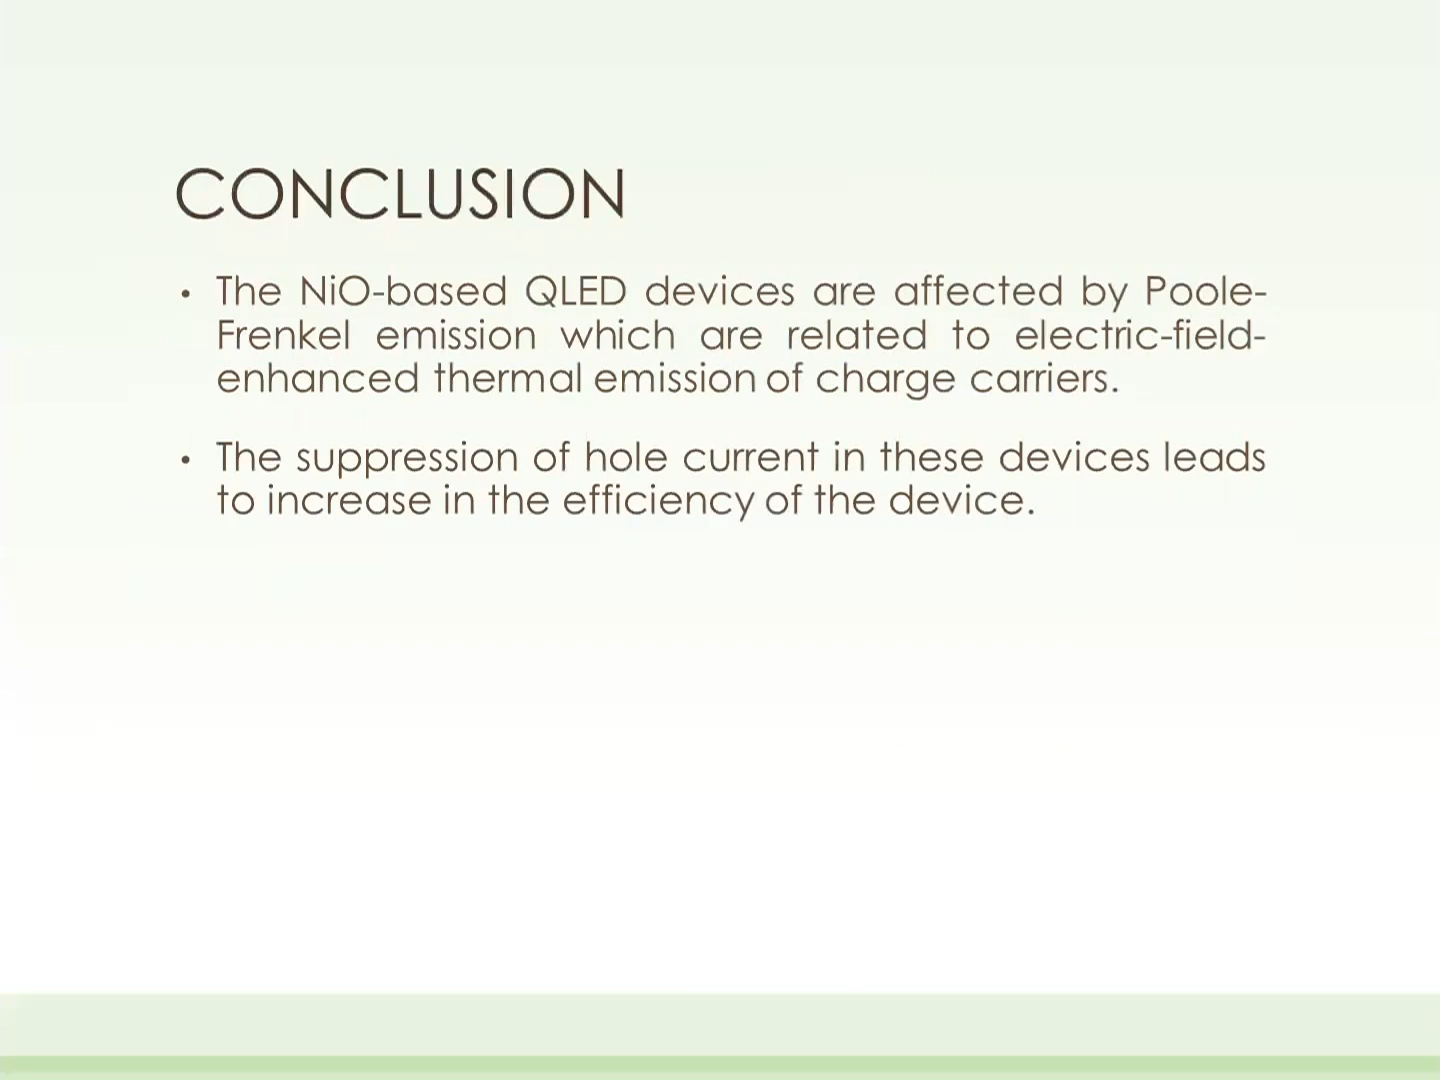 CONCLUSION
• The NiO-based QLED devices are affected by Poole-
Frenkel emission which are related to electric-field-
enhanced thermal emission of charge carriers.
• The suppression of hole current in these devices leads
to increase in the efficiency of the device.